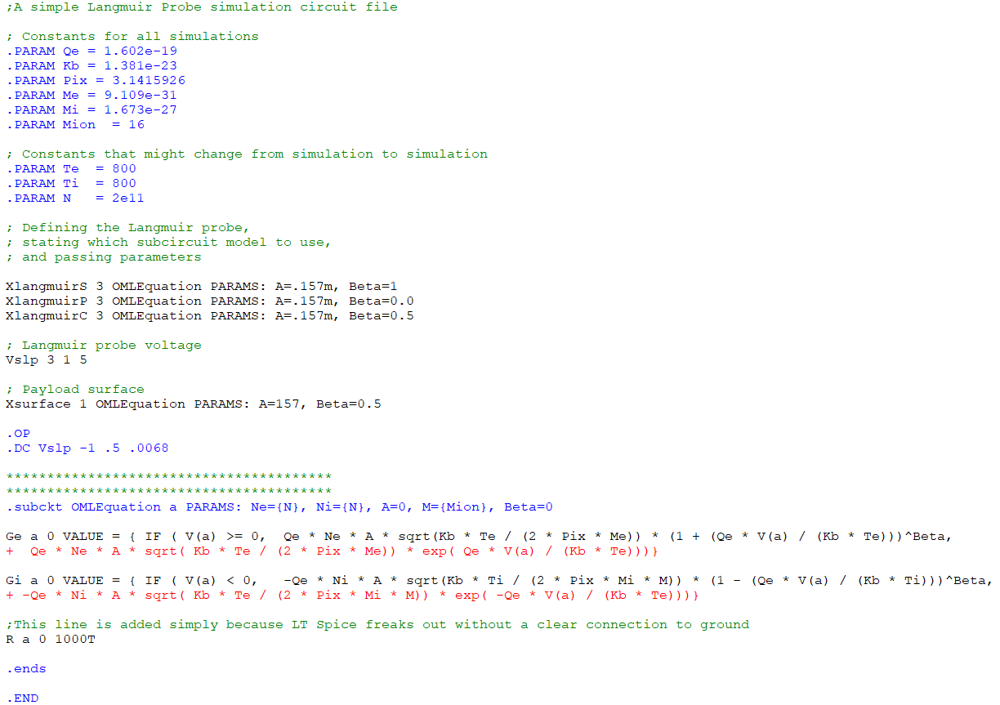 ;A simple Langmuir Probe simulation circuit file
; Constants for all simulations
.PARAM Qe = 1.602e-19
.PARAM Kb = 1.381e-23
.PARAM Pix = 3.1415926
.PARAM Me = 9.109e-31
.PARAM Mi = 1.673e-27
.PARAM Mion  = 16
; Constants that might change from simulation to simulation
.PARAM Te  = 800
.PARAM Ti  = 800
.PARAM N   = 2e11
; Defining the Langmuir probe,
; stating which subcircuit model to use,
; and passing parameters
XlangmuirS 3 OMLEquation PARAMS: A=.157m, Beta=1
XlangmuirP 3 OMLEquation PARAMS: A=.157m, Beta=0.0
XlangmuirC 3 OMLEquation PARAMS: A=.157m, Beta=0.5
; Langmuir probe voltage
Vslp 3 1 5
; Payload surface
Xsurface 1 OMLEquation PARAMS: A=157, Beta=0.5
.OP
.DC Vslp -1 .5 .0068
****************************************
****************************************
.subckt OMLEquation a PARAMS: Ne={N}, Ni={N}, A=0, M={Mion}, Beta=0
Ge a 0 VALUE = { IF ( V(a) >= 0,  Qe * Ne * A * sqrt(Kb * Te / (2 * Pix * Me)) * (1 + (Qe * V(a) / (Kb * Te)))^Beta,
+  Qe * Ne * A * sqrt( Kb * Te / (2 * Pix * Me)) * exp( Qe * V(a) / (Kb * Te)))}
Gi a 0 VALUE = { IF ( V(a) < 0,   -Qe * Ni * A * sqrt(Kb * Ti / (2 * Pix * Mi * M)) * (1 - (Qe * V(a) / (Kb * Ti)))^Beta,
+ -Qe * Ni * A * sqrt( Kb * Te / (2 * Pix * Mi * M)) * exp( -Qe * V(a) / (Kb * Te)))}
;This line is added simply because LT Spice freaks out without a clear connection to ground
R a 0 1000T
.ends
.END